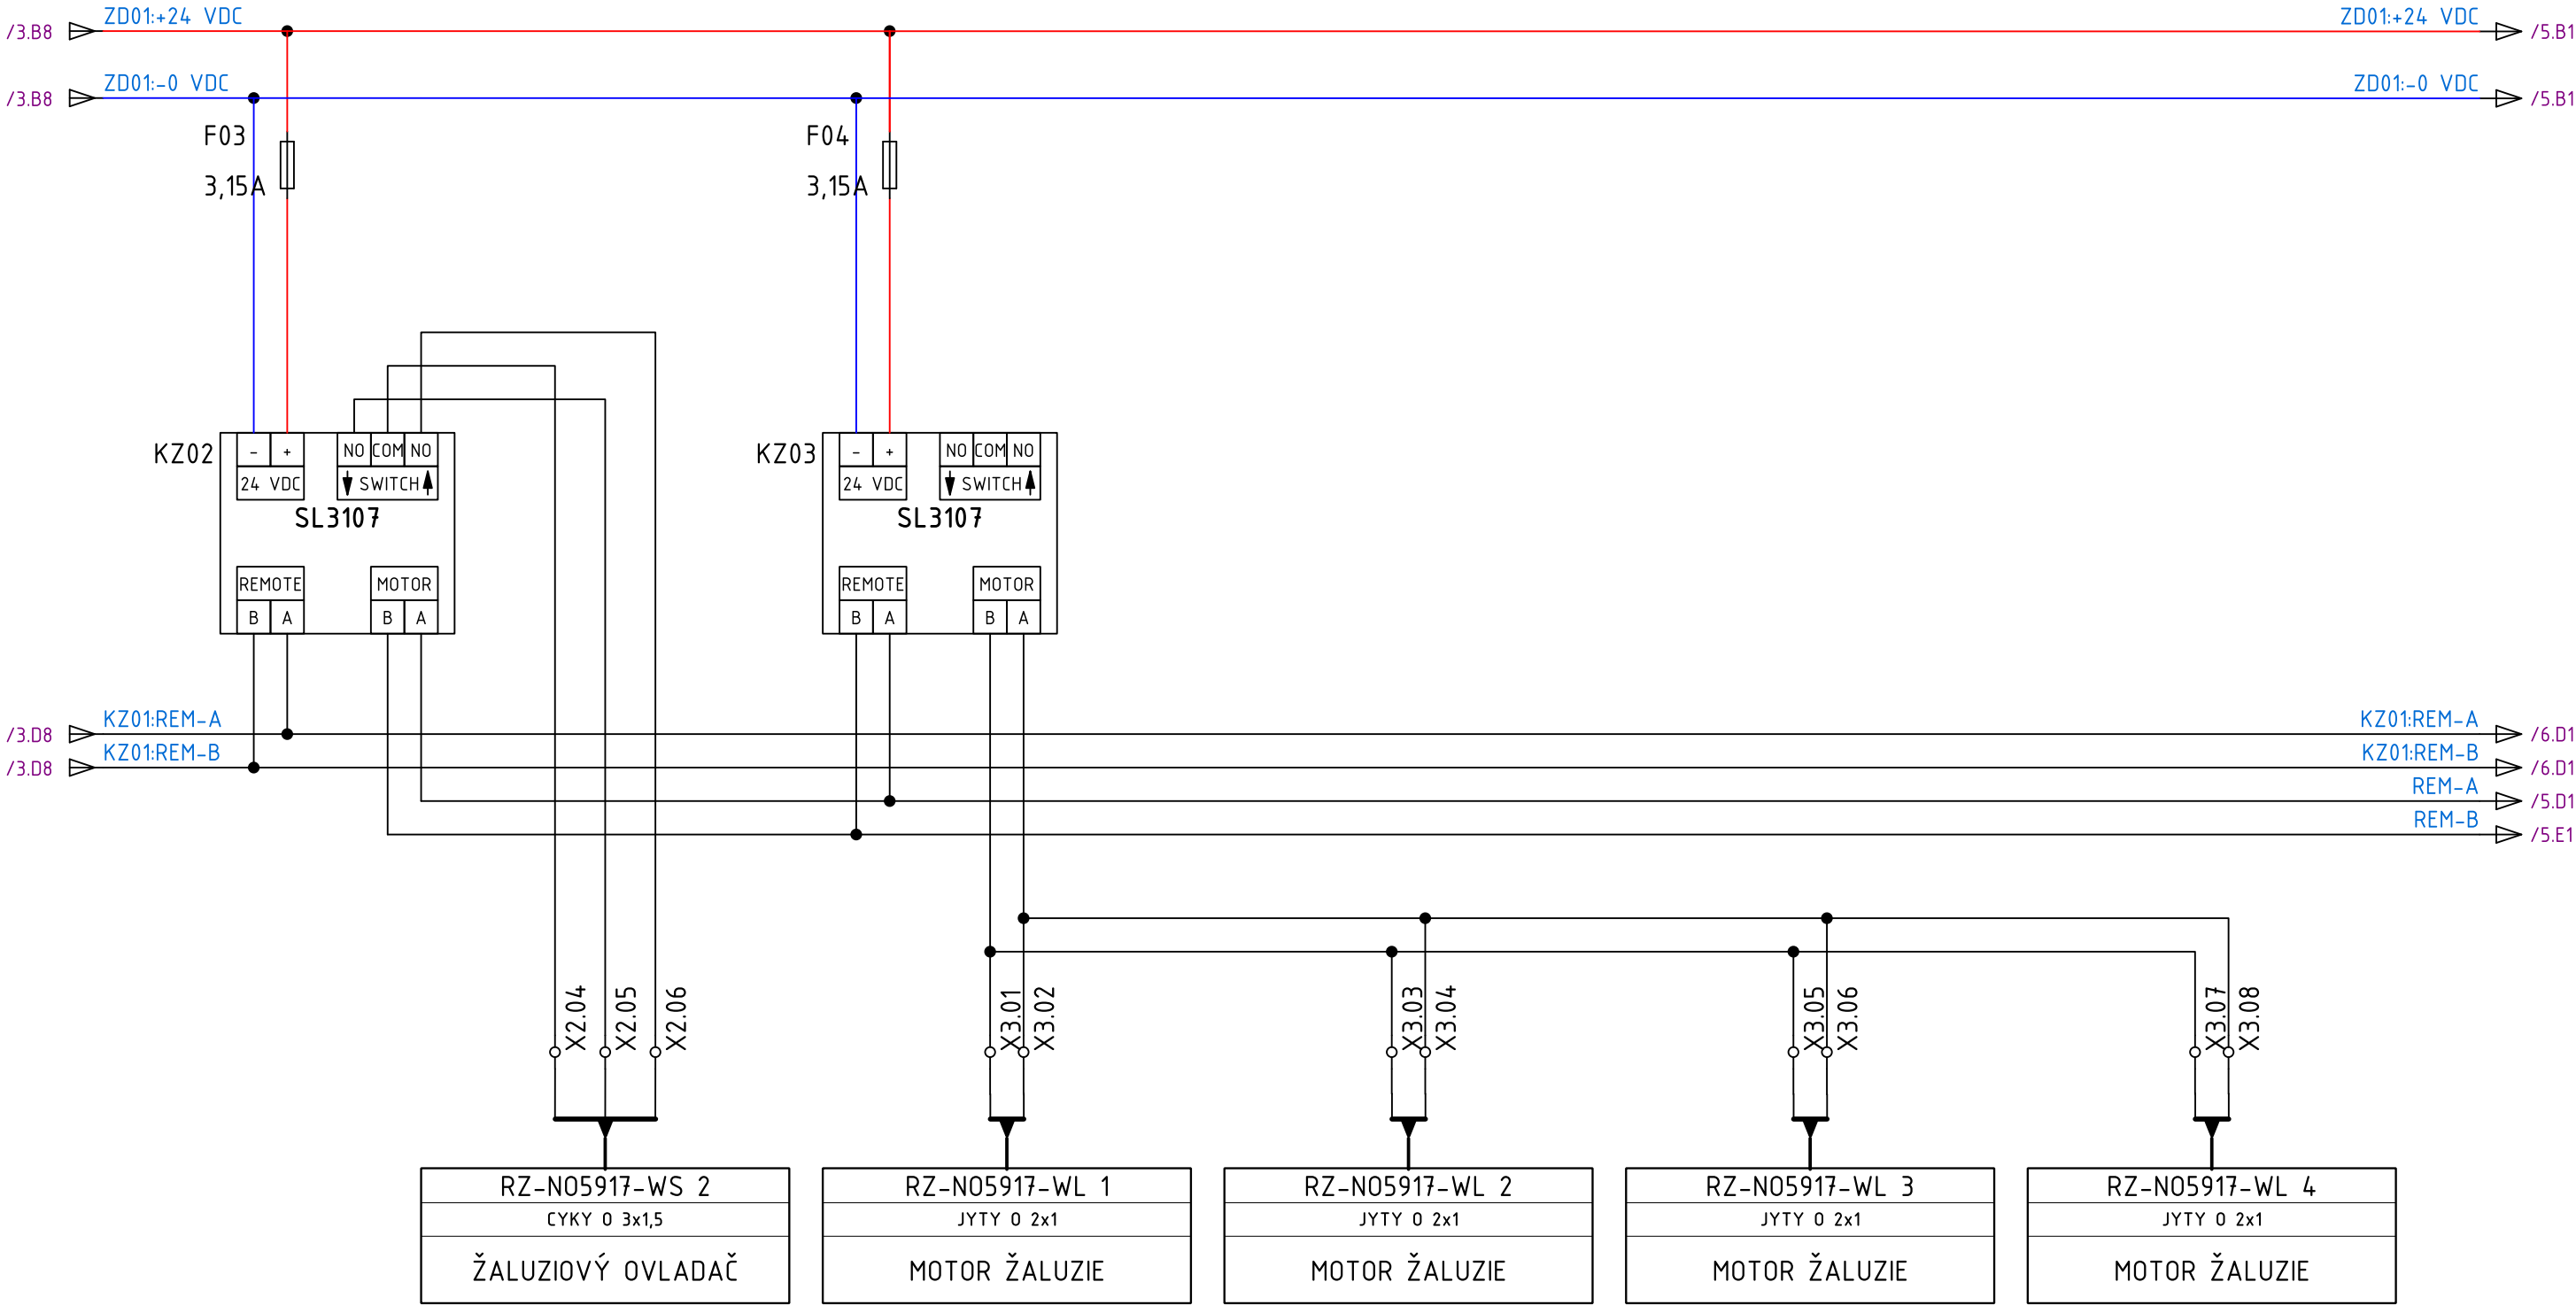 ZD01:+24 VDC
ZD01:+24 VDC
/3.B8
/5.B1
ZD01:-0 VDC
ZD01:-0 VDC
/3.B8
/5.B1
F03
3,15A
F04
3,15A
KZ02
- +
NO COM NO
24 VDC
SWITCH
SL3107
REMOTE
MOTOR
B A
B A
KZ03
- +
NO COM NO
24 VDC
SWITCH
SL3107
REMOTE
MOTOR
B A
B A
KZ01:REM-A
KZ01:REM-A
/3.D8
/6.D1
KZ01:REM-B
KZ01:REM-B
/3.D8
/6.D1
REM-A
/5.D1
REM-B
/5.E1
X2.04
X2.05
X2.06
X3.01
X3.02
X3.03
X3.04
X3.05
X3.06
X3.07
X3.08
RZ-NO5917-WS 2
CYKY O 3x1,5
ŽALUZIOVÝ OVLADAČ
RZ-NO5917-WL 1
JYTY O 2x1
MOTOR ŽALUZIE
RZ-NO5917-WL 2
JYTY O 2x1
MOTOR ŽALUZIE
RZ-NO5917-WL 3
JYTY O 2x1
MOTOR ŽALUZIE
RZ-NO5917-WL 4
JYTY O 2x1
MOTOR ŽALUZIE